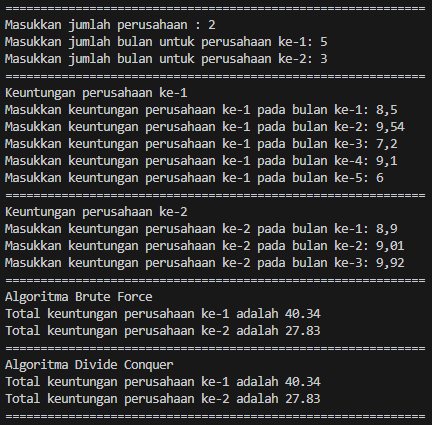 ============================================================
Masukkan jumlah perusahaan : 2
Masukkan jumlah bulan untuk perusahaan ke-1: 5
Masukkan jumlah bulan untuk perusahaan ke-2: 3
============================================================
Keuntungan perusahaan ke-1
Masukkan keuntungan perusahaan ke-1 pada bulan ke-1: 8,5
Masukkan keuntungan perusahaan ke-1 pada bulan ke-2: 9,54
Masukkan keuntungan perusahaan ke-1 pada bulan ke-3: 7,2
Masukkan keuntungan perusahaan ke-1 pada bulan ke-4: 9,1
Masukkan keuntungan perusahaan ke-1 pada bulan ke-5: 6
============================================================
Keuntungan perusahaan ke-2
Masukkan keuntungan perusahaan ke-2 pada bulan ke-1: 8,9
Masukkan keuntungan perusahaan ke-2 pada bulan ke-2: 9,01
Masukkan keuntungan perusahaan ke-2 pada bulan ke-3: 9,92
============================================================
Algoritma Brute Force
Total keuntungan perusahaan ke-1 adalah 40.34
Total keuntungan perusahaan ke-2 adalah 27.83
============================================================
Algoritma Divide Conquer
Total keuntungan perusahaan ke-1 adalah 40.34
Total keuntungan perusahaan ke-2 adalah 27.83
============================================================